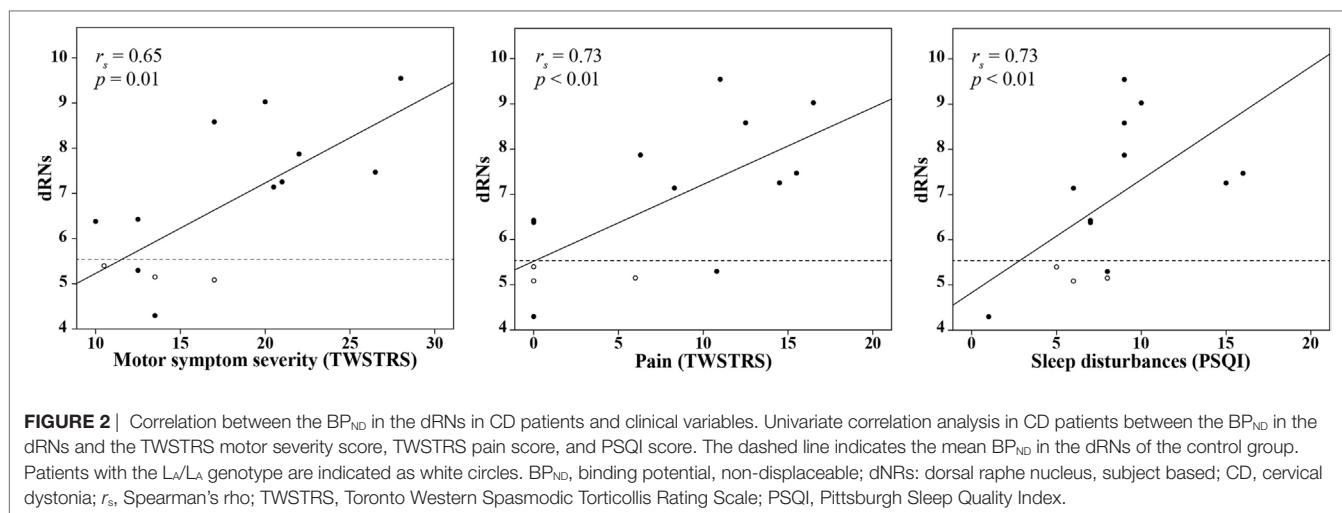 r_s = 0.65
p = 0.01
10
9
8
7
6
5
4
dRNs
10 15 20 25 30
Motor symptom severity (TWSTRS)
r_s = 0.73
p < 0.01
10
9
8
7
6
5
4
dRNs
0 5 10 15 20
Pain (TWSTRS)
r_s = 0.73
p < 0.01
10
9
8
7
6
5
4
dRNs
0 5 10 15 20
Sleep disturbances (PSQI)
FIGURE 2 | Correlation between the BP_ND in the dRNs in CD patients and clinical variables. Univariate correlation analysis in CD patients between the BP_ND in the
dRNs and the TWSTRS motor severity score, TWSTRS pain score, and PSQI score. The dashed line indicates the mean BP_ND in the dRNs of the control group.
Patients with the L_A/L_A genotype are indicated as white circles. BP_ND, binding potential, non-displaceable; dNRs: dorsal raphe nucleus, subject based; CD, cervical
dystonia; r_s, Spearman's rho; TWSTRS, Toronto Western Spasmodic Torticollis Rating Scale; PSQI, Pittsburgh Sleep Quality Index.